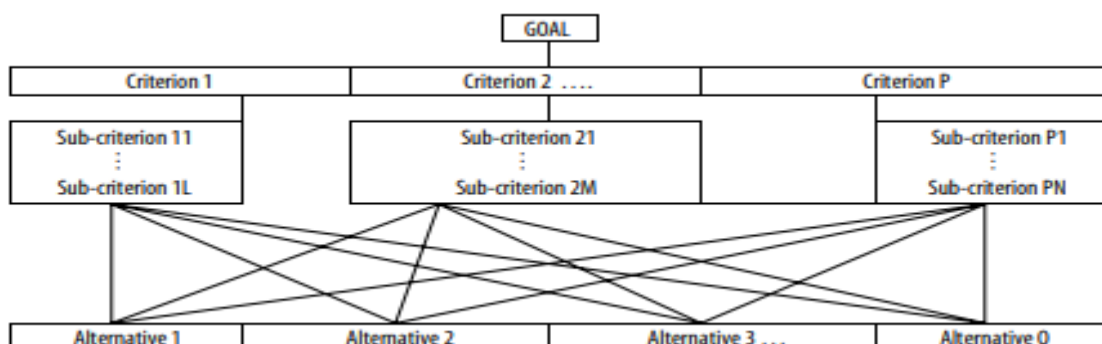 GOAL
Criterion 1 Criterion 2 .... Criterion P
Sub-criterion 11 Sub-criterion 21 Sub-criterion P1
⋮ ⋮ ⋮
Sub-criterion 1L Sub-criterion 2M Sub-criterion PN
Alternative 1 Alternative 2 Alternative 3 ... Alternative O